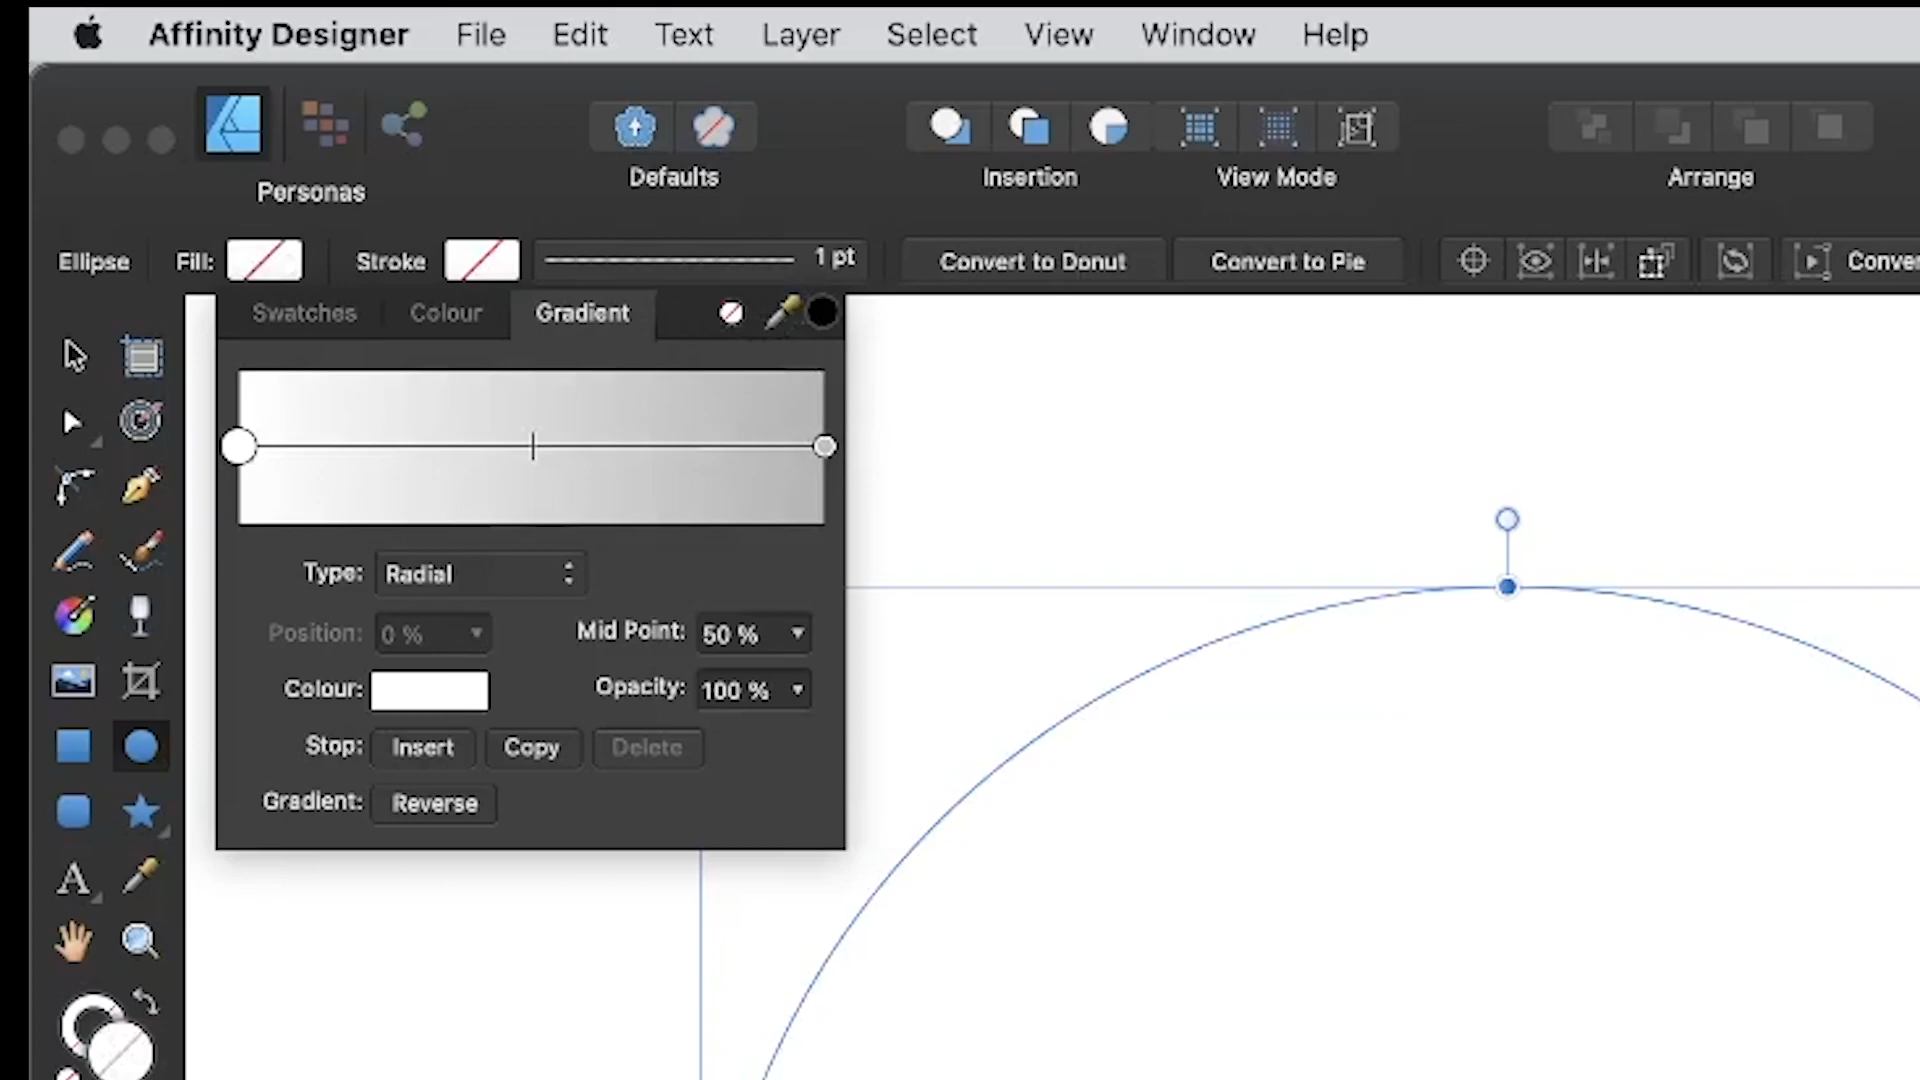 Affinity Designer File Edit Text Layer Select View Window Help
Personas Defaults Insertion View Mode Arrange
Ellipse Fill: Stroke 1 pt Convert to Donut Convert to Pie
Swatches Colour Gradient
Type: Radial
Position: 0 % Mid Point: 50 %
Colour: Opacity: 100 %
Stop: Insert Copy Delete
Gradient: Reverse